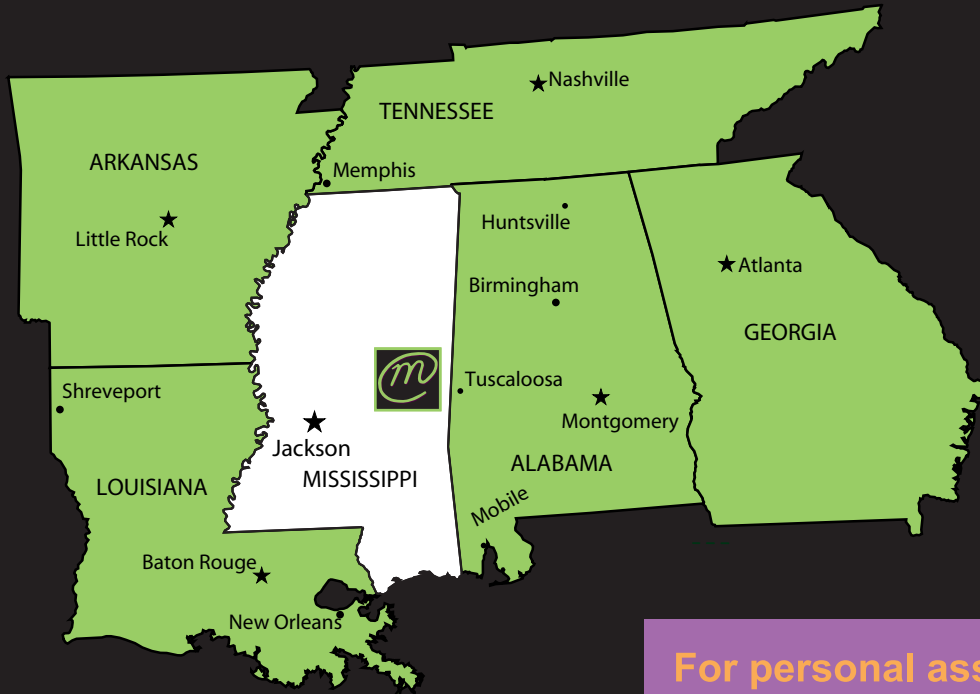 Nashville
TENNESSEE
ARKANSAS
Memphis
Huntsville
Little Rock
Atlanta
Birmingham
GEORGIA
m
Tuscaloosa
Shreveport
Montgomery
Jackson
ALABAMA
MISSISSIPPI
LOUISIANA
Mobile
Baton Rouge
New Orleans
For personal ass